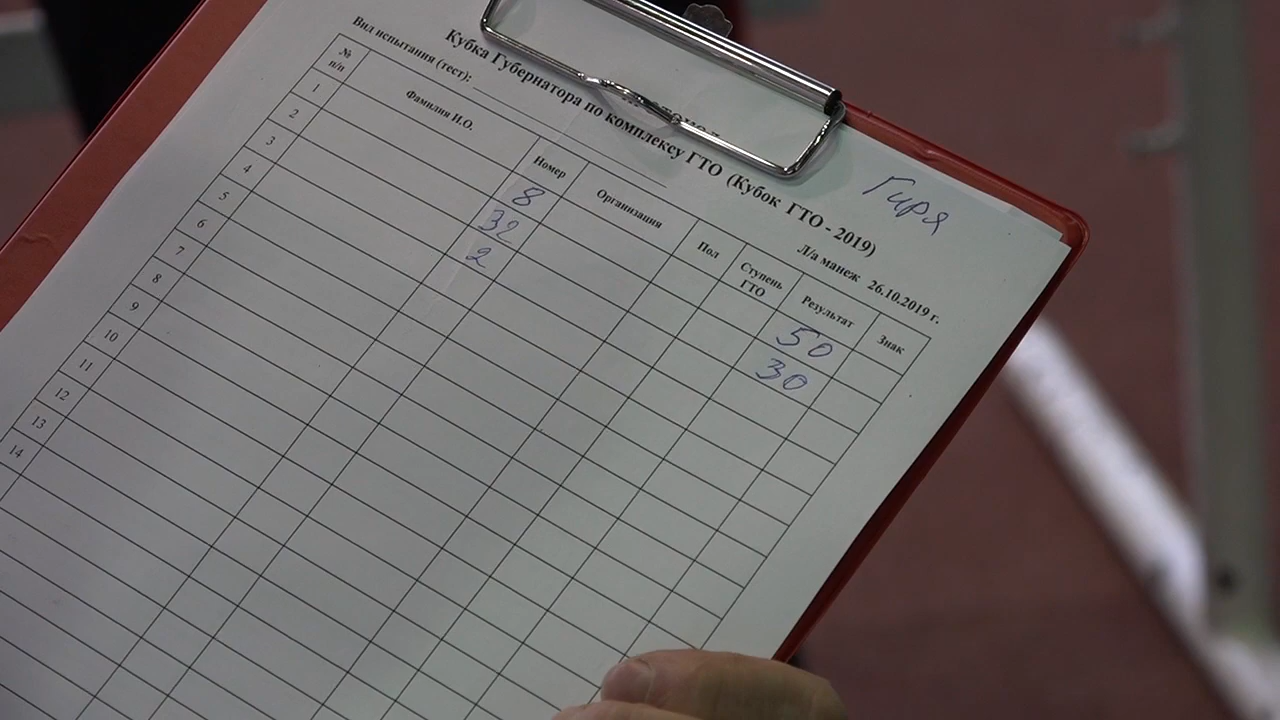 Гиря
Кубка Губернатора по комплексу ГТО (Кубок ГТО - 2019)
Вид испытания (тест):
Л/а манеж 26.10.2019 г.
№ п/п Фамилия И.О. Номер Организация Пол Ступень ГТО Результат Знак
1 8 50
2 32 30
3 2
4
5
6
7
8
9
10
11
12
13
14